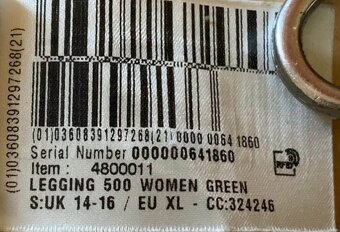 (01)03608391297268(21)
(01)03608391297268(21)0000 0064 1860
Serial Number 000000641860
Item : 4800011
RFID
LEGGING 500 WOMEN GREEN
S:UK 14-16 / EU XL - CC:324246